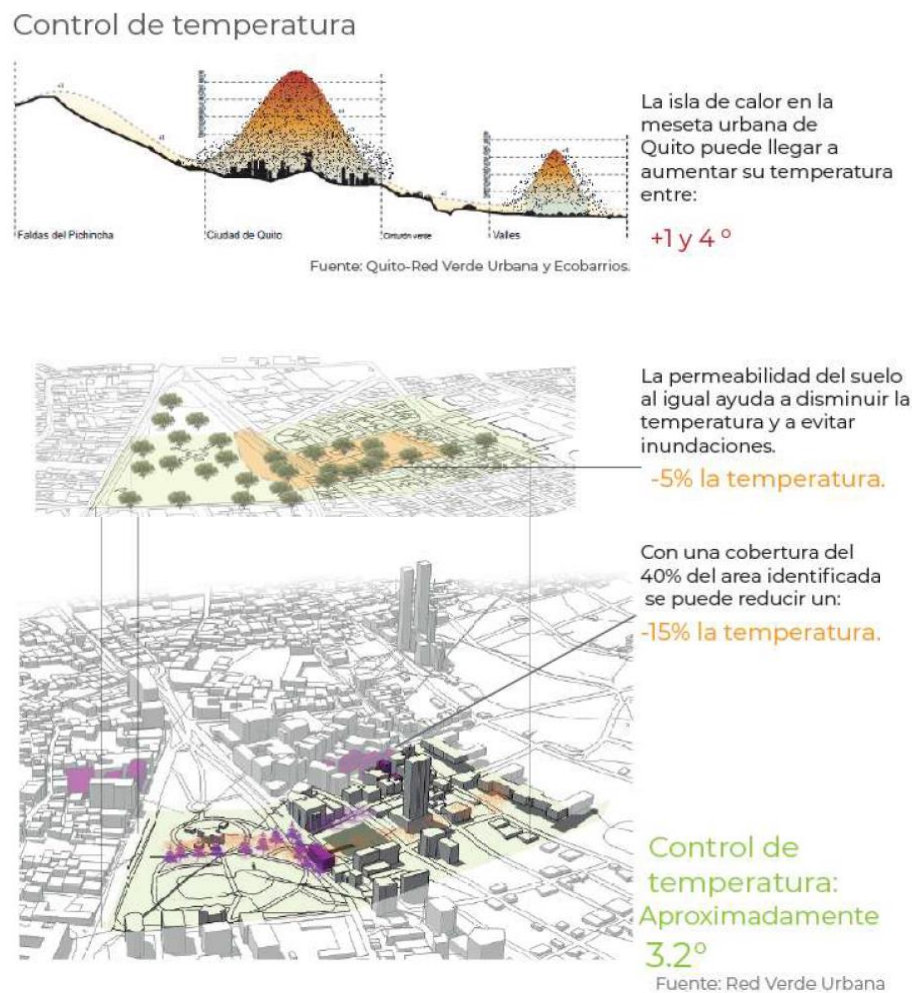 Control de temperatura
La isla de calor en la
meseta urbana de
Quito puede llegar a
aumentar su temperatura
entre:
+1 y 4 °
Faldas del Pichincha
Ciudad de Quito
Cinturón verde
Valles
Fuente: Quito-Red Verde Urbana y Ecobarrios.
La permeabilidad del suelo
al igual ayuda a disminuir la
temperatura y a evitar
inundaciones.
-5% la temperatura.
Con una cobertura del
40% del area identificada
se puede reducir un:
-15% la temperatura.
Control de
temperatura:
Aproximadamente
3.2°
Fuente: Red Verde Urbana